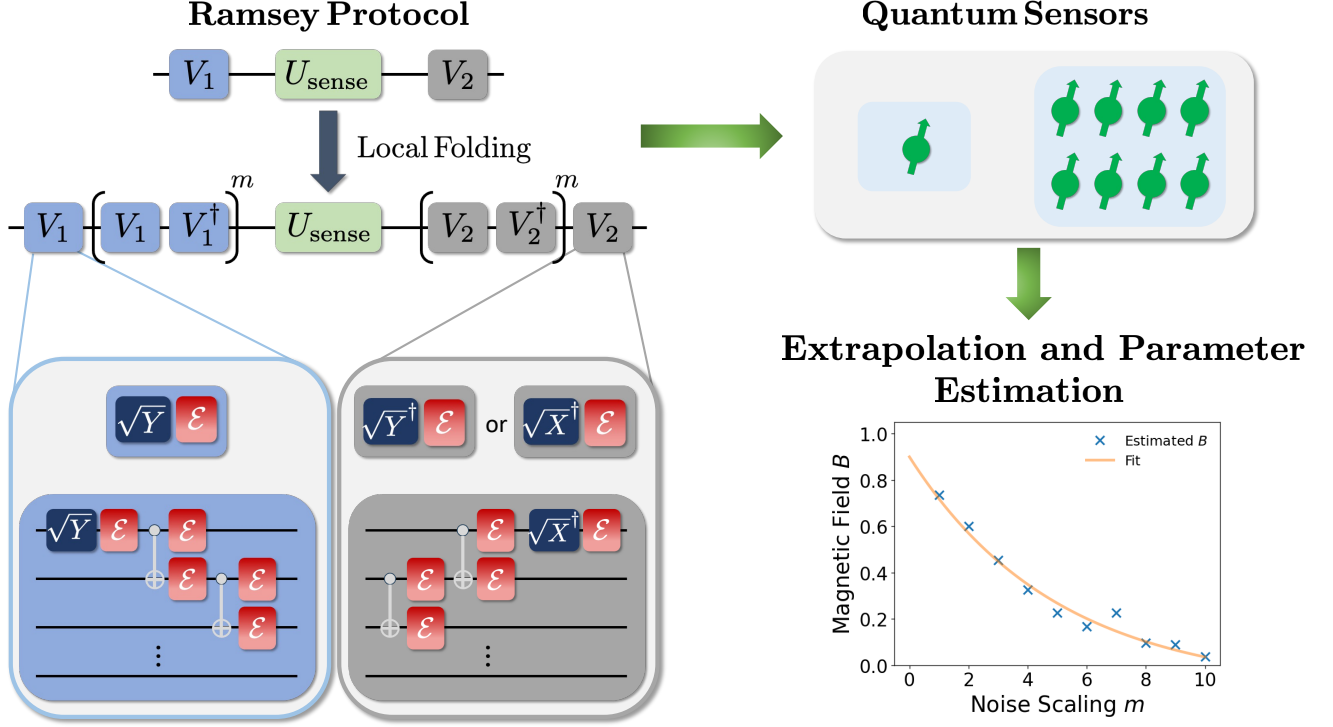 Ramsey Protocol
V₁ U_sense V₂
Local Folding
V₁ ( V₁ V₁† )^m U_sense ( V₂ V₂† )^m V₂
√Y ℰ
√Y† ℰ or √X† ℰ
√Y ℰ ℰ
ℰ ℰ
ℰ
⋮
ℰ √X† ℰ
ℰ ℰ
ℰ
⋮
Quantum Sensors
Extrapolation and Parameter
Estimation
Magnetic Field B
1.0
0.8
0.6
0.4
0.2
0.0
Estimated B
Fit
0 2 4 6 8 10
Noise Scaling m